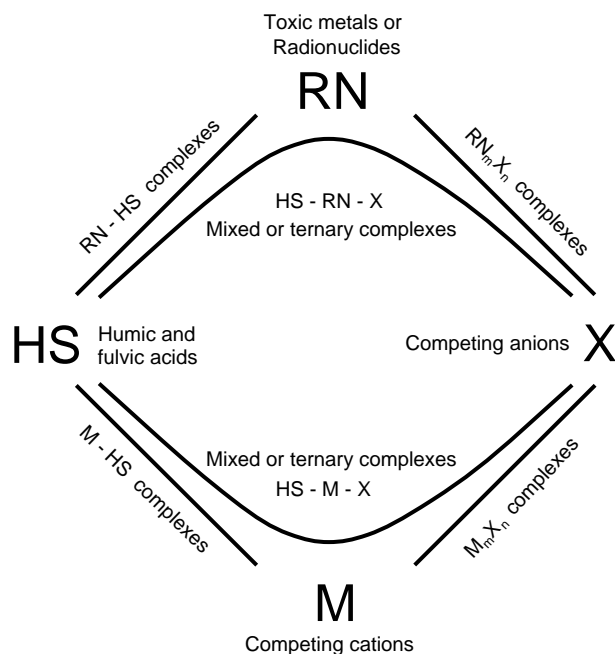 Toxic metals or
Radionuclides
RN
RN - HS complexes
RNmXn complexes
HS - RN - X
Mixed or ternary complexes
HS
Humic and
fulvic acids
Competing anions
X
Mixed or ternary complexes
HS - M - X
M - HS complexes
MmXn complexes
M
Competing cations